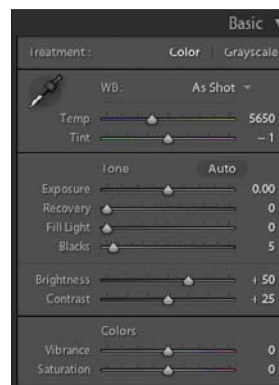 Basic
Treatment : Color | Grayscale
WB : As Shot
Temp 5650
Tint – 1
Tone Auto
Exposure 0.00
Recovery 0
Fill Light 0
Blacks 5
Brightness + 50
Contrast + 25
Colors
Vibrance 0
Saturation 0